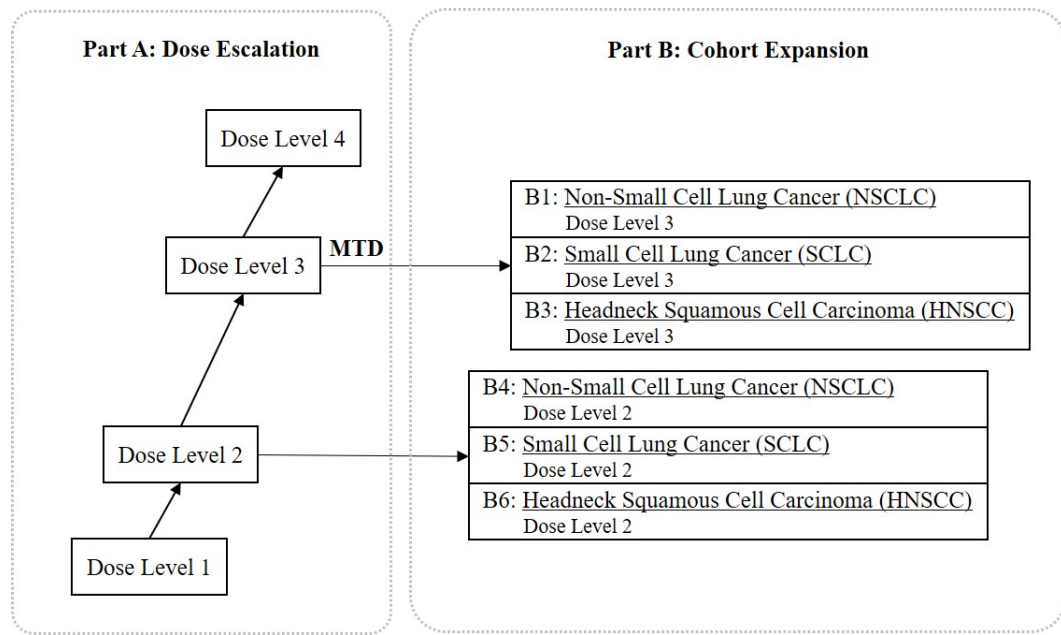 Part A: Dose Escalation
Dose Level 4
Dose Level 3
MTD
Dose Level 2
Dose Level 1
Part B: Cohort Expansion
B1: Non-Small Cell Lung Cancer (NSCLC)
Dose Level 3
B2: Small Cell Lung Cancer (SCLC)
Dose Level 3
B3: Headneck Squamous Cell Carcinoma (HNSCC)
Dose Level 3
B4: Non-Small Cell Lung Cancer (NSCLC)
Dose Level 2
B5: Small Cell Lung Cancer (SCLC)
Dose Level 2
B6: Headneck Squamous Cell Carcinoma (HNSCC)
Dose Level 2